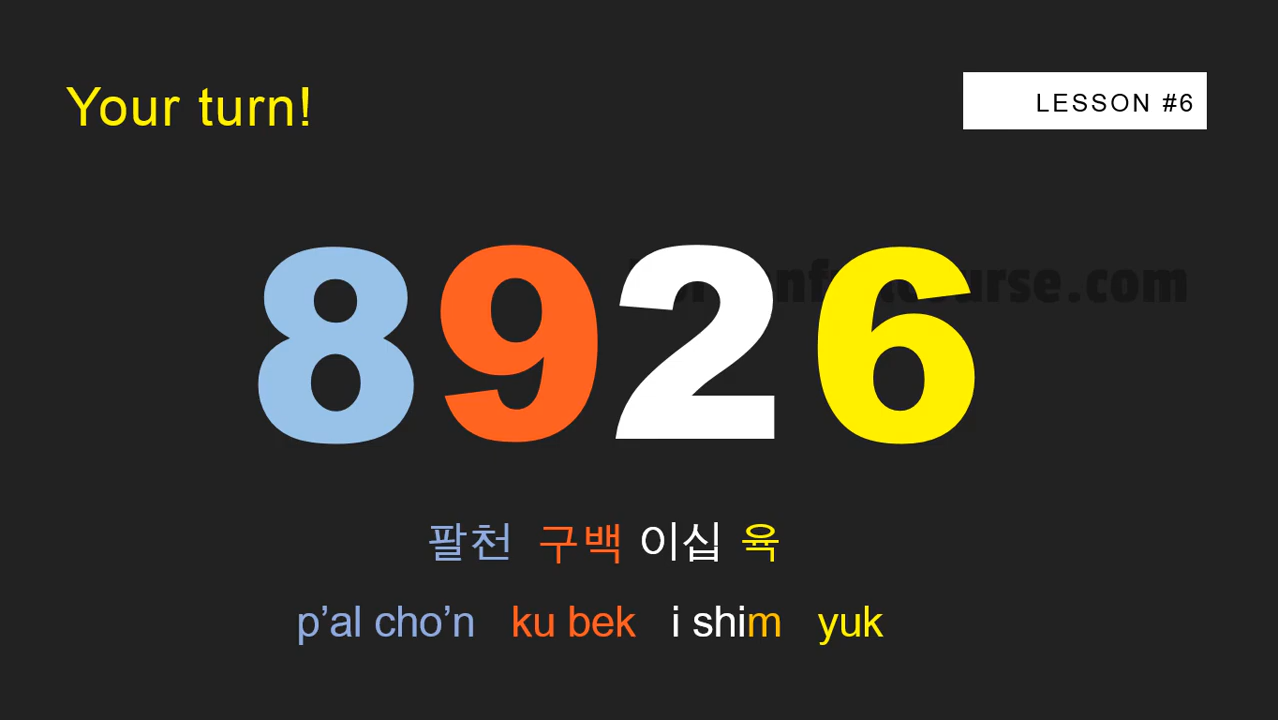 Your turn!
LESSON #6
8926
팔천 구백 이십 육
p’al cho’n ku bek i shim yuk